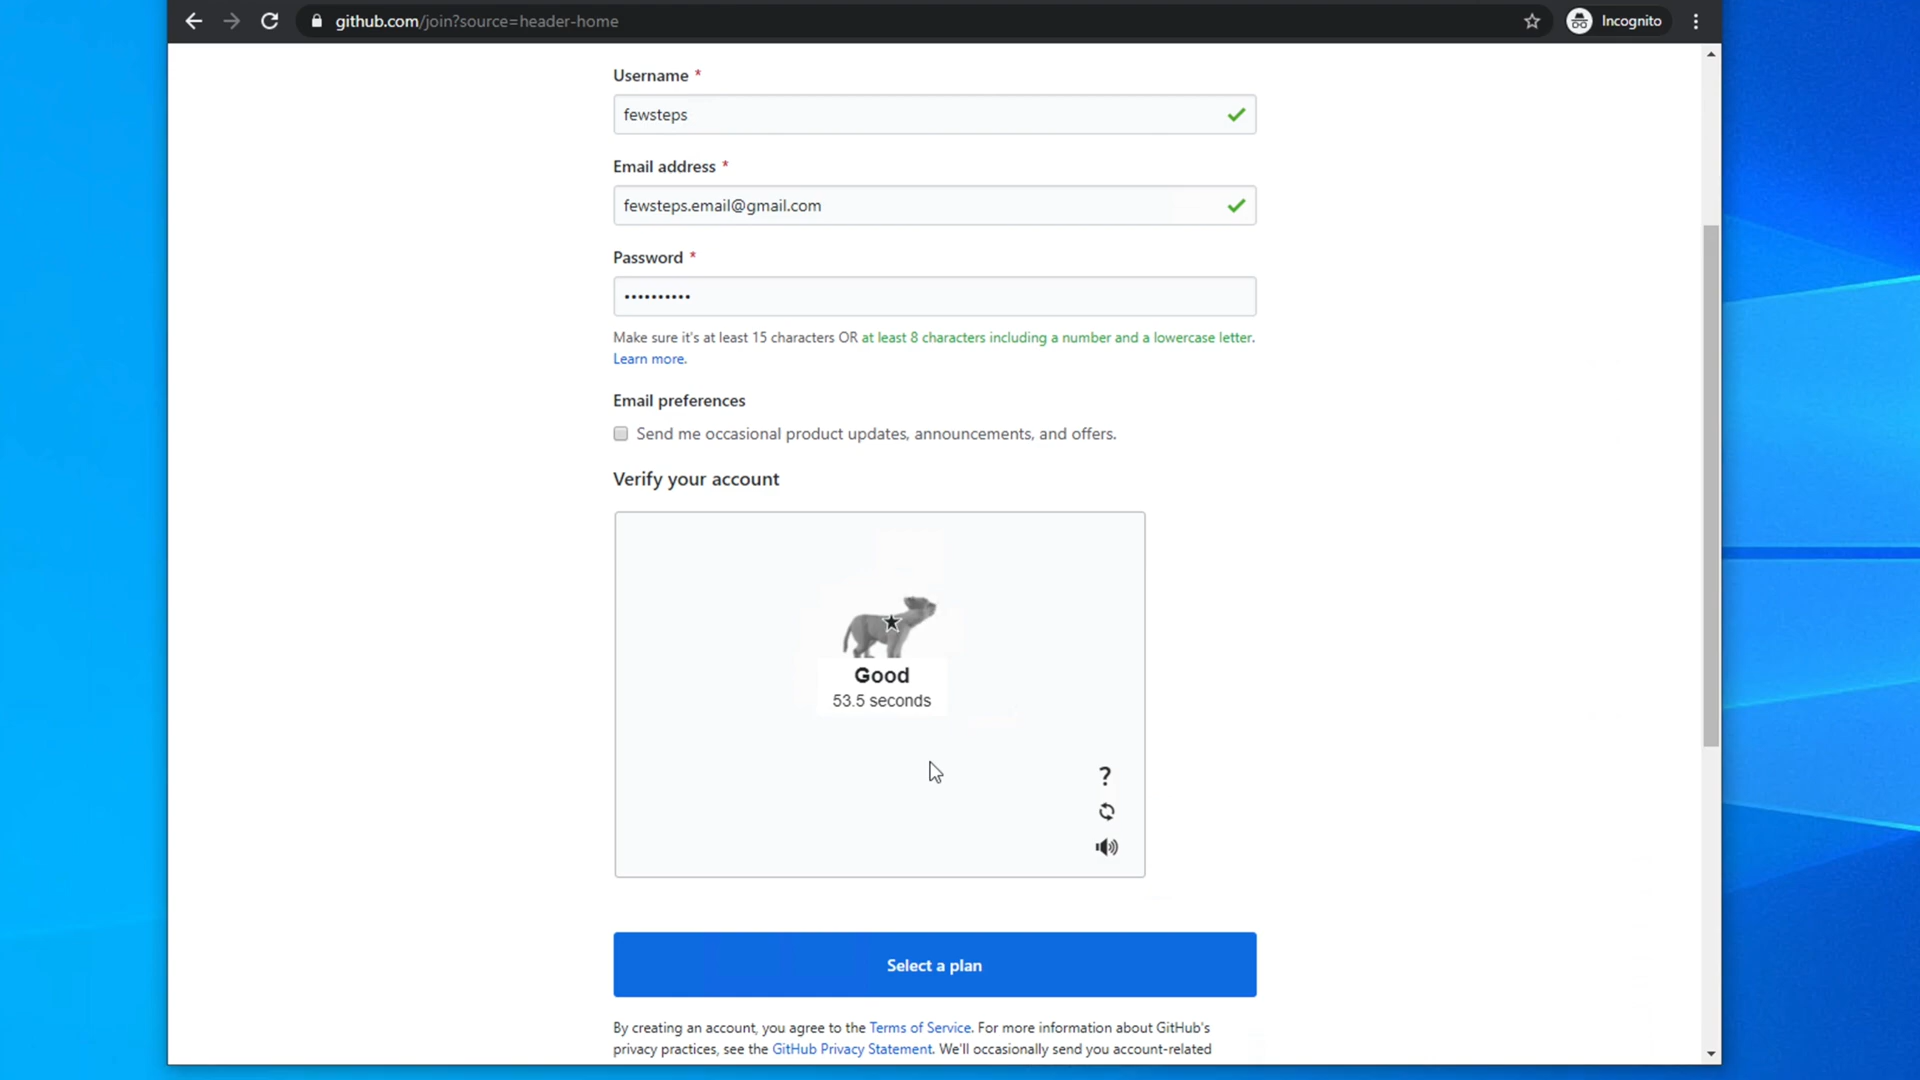 github.com/join?source=header-home
Incognito
Username *
fewsteps
Email address *
fewsteps.email@gmail.com
Password *
••••••••••
Make sure it's at least 15 characters OR at least 8 characters including a number and a lowercase letter.
Learn more.
Email preferences
Send me occasional product updates, announcements, and offers.
Verify your account
Good
53.5 seconds
?
Select a plan
By creating an account, you agree to the Terms of Service. For more information about GitHub's
privacy practices, see the GitHub Privacy Statement. We'll occasionally send you account-related